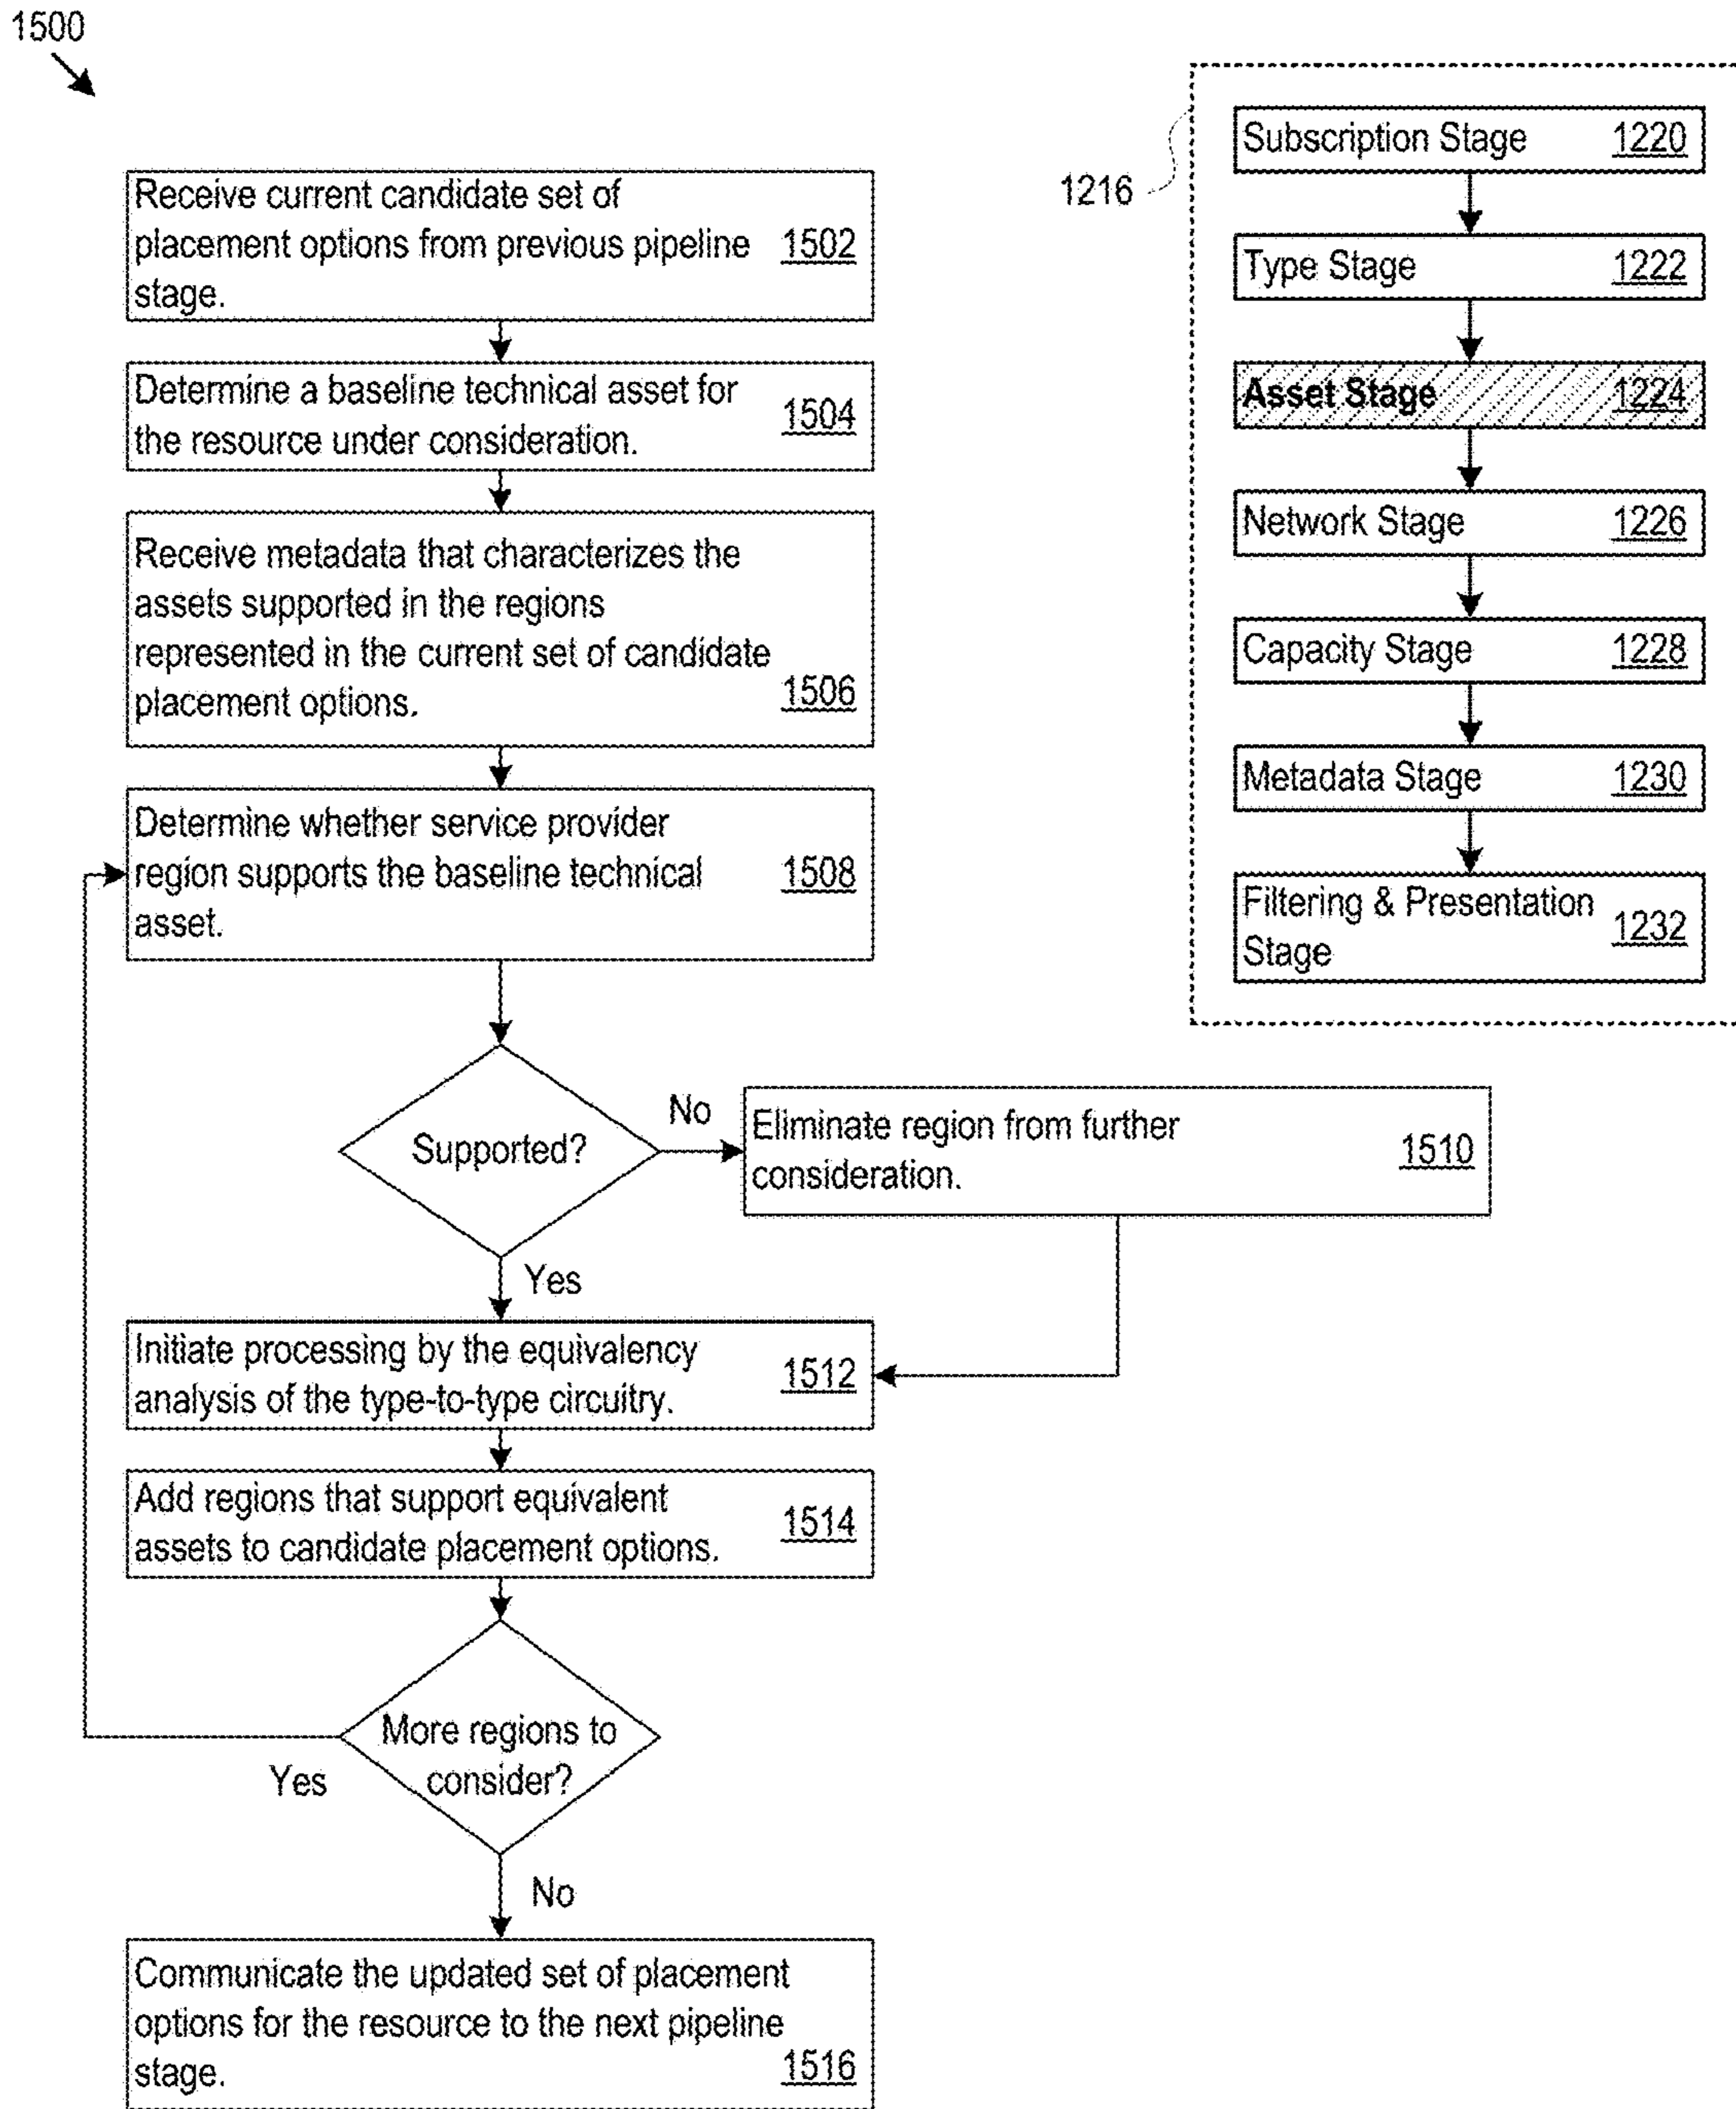 1500
Receive current candidate set of
placement options from previous pipeline 1502
stage.
Determine a baseline technical asset for
the resource under consideration. 1504
Receive metadata that characterizes the
assets supported in the regions
represented in the current set of candidate
placement options. 1506
Determine whether service provider
region supports the baseline technical 1508
asset.
Supported?
No
Eliminate region from further
consideration. 1510
Yes
Initiate processing by the equivalency
analysis of the type-to-type circuitry. 1512
Add regions that support equivalent
assets to candidate placement options. 1514
More regions to
consider?
Yes
No
Communicate the updated set of placement
options for the resource to the next pipeline
stage. 1516
1216
Subscription Stage 1220
Type Stage 1222
Asset Stage 1224
Network Stage 1226
Capacity Stage 1228
Metadata Stage 1230
Filtering & Presentation 1232
Stage